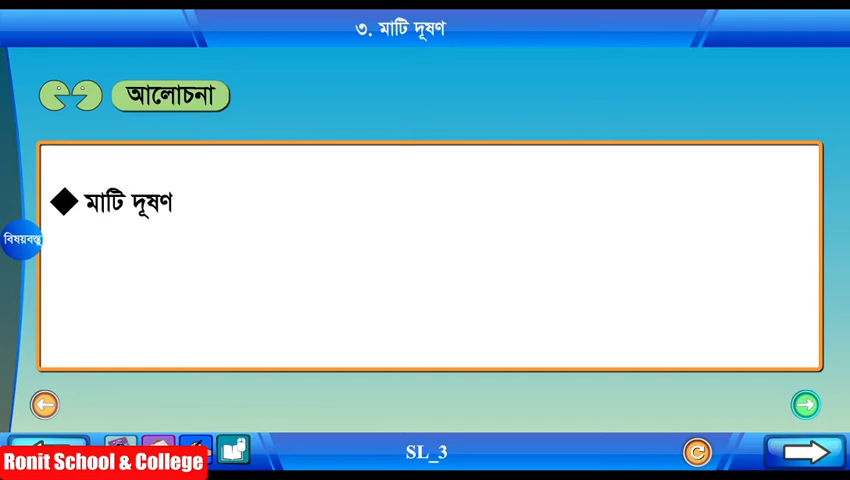 ৩. মাটি দূষণ
আলোচনা
◆ মাটি দূষণ
বিষয়বস্তু
SL_3
Ronit School & College